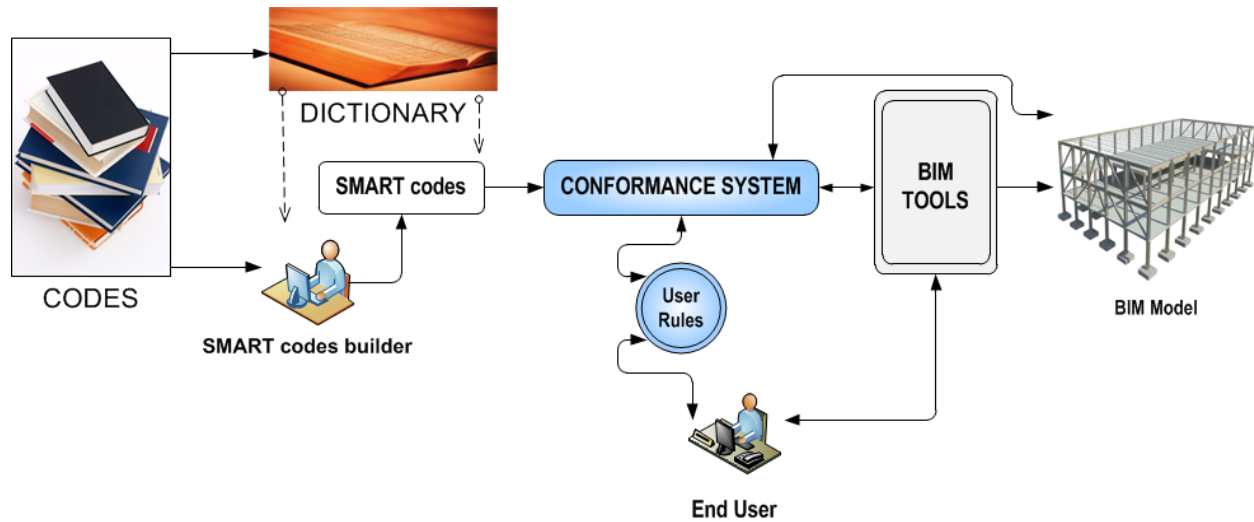 DICTIONARY
SMART codes
CONFORMANCE SYSTEM
BIM
TOOLS
CODES
User
Rules
BIM Model
SMART codes builder
End User